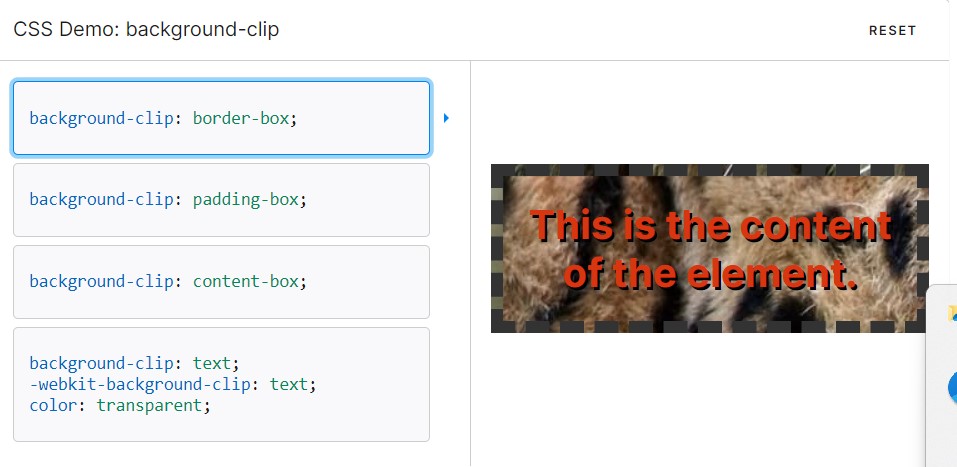 CSS Demo: background-clip
RESET
background-clip: border-box;
background-clip: padding-box;
background-clip: content-box;
background-clip: text;
-webkit-background-clip: text;
color: transparent;
This is the content
of the element.